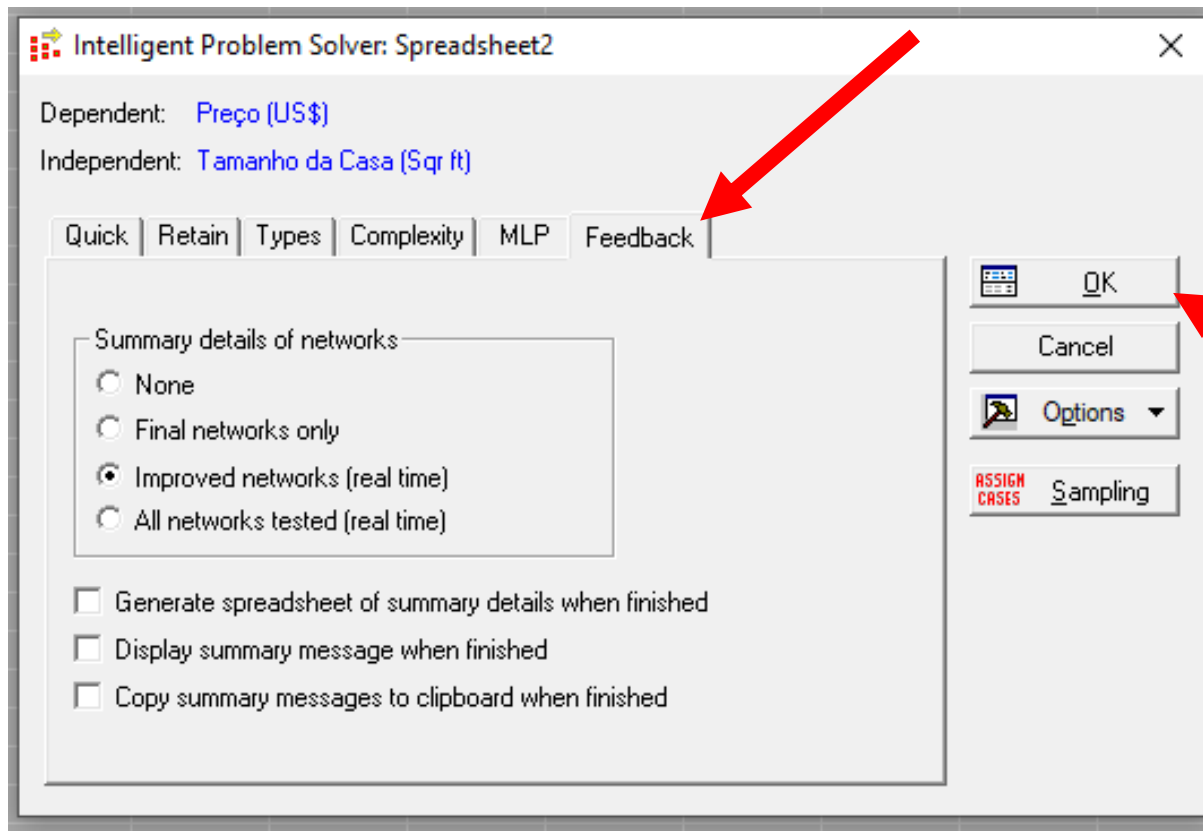 Intelligent Problem Solver: Spreadsheet2
Dependent: Preço (US$)
Independent: Tamanho da Casa (Sqr ft)
Quick Retain Types Complexity MLP Feedback
OK
Summary details of networks
Cancel
None
Options
Final networks only
Improved networks (real time)
ASSIGN CASES Sampling
All networks tested (real time)
Generate spreadsheet of summary details when finished
Display summary message when finished
Copy summary messages to clipboard when finished